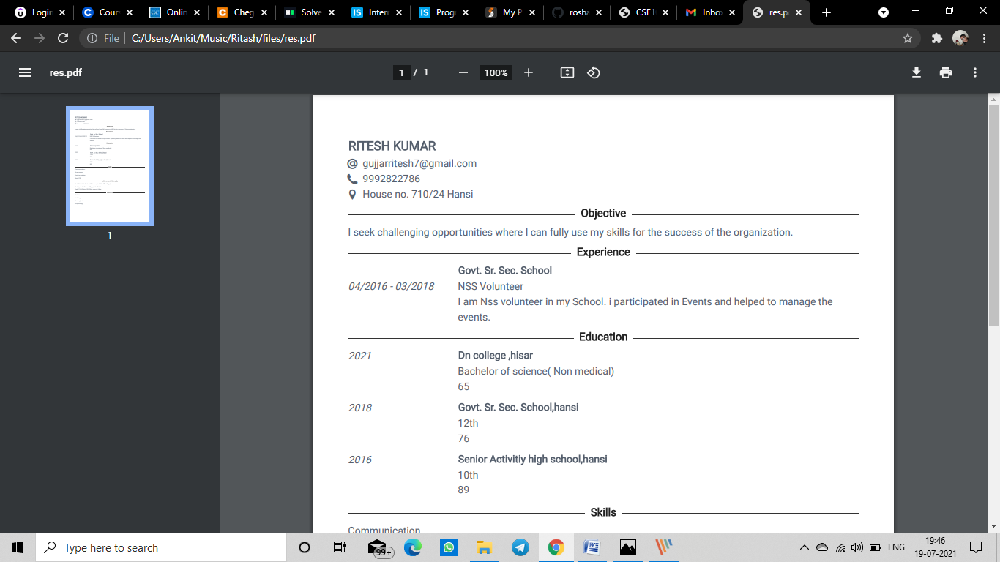 Login
Cours
Onlin
Cheg
Solve
Intern
Progr
My P
rosha
CSE1
Inbox
res.p
File
C:/Users/Ankit/Music/Ritash/files/res.pdf
res.pdf
1 / 1
100%
1
RITESH KUMAR
gujjarritesh7@gmail.com
9992822786
House no. 710/24 Hansi
Objective
I seek challenging opportunities where I can fully use my skills for the success of the organization.
Experience
Govt. Sr. Sec. School
04/2016 - 03/2018 NSS Volunteer
I am Nss volunteer in my School. i participated in Events and helped to manage the
events.
Education
2021 Dn college ,hisar
Bachelor of science( Non medical)
65
2018 Govt. Sr. Sec. School,hansi
12th
76
2016 Senior Activitiy high school,hansi
10th
89
Skills
Communication
Type here to search
99+
ENG
19:46
19-07-2021